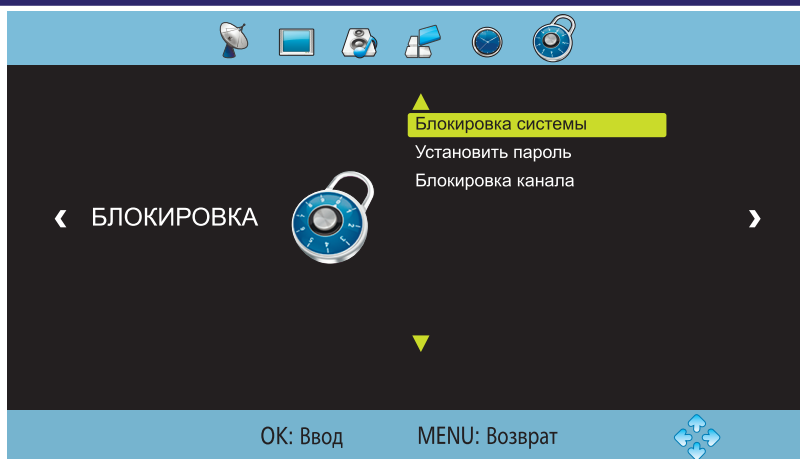 Блокировка системы
Установить пароль
Блокировка канала
БЛОКИРОВКА
OK: Ввод MENU: Возврат